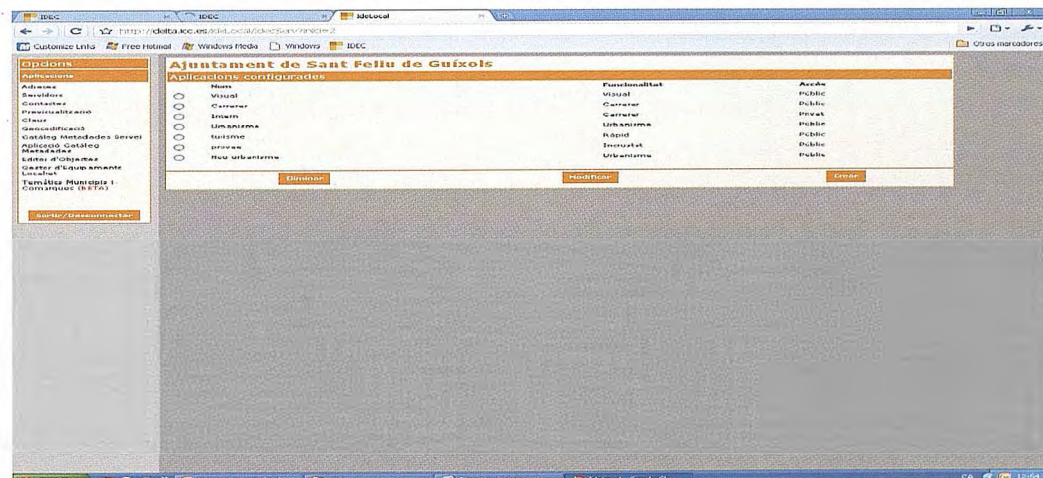 IDEC
IDEC
IdeLocal
http://delta.icc.es/
Customize Links
Free Hotmail
Windows Media
Windows
IDEC
Otros marcadores
Opcions
Aplicacions
Adreces
Servidors
Contactes
Previsualització
Claus
Geocodificació
Catàleg Metadades Servei
Aplicació Catàleg
Metadades
Editor d'Objectes
Gestor d'Equipaments
Localret
Temàtics Municipis i
Comarques (BETA)
Sortir/Desconnectar
Ajuntament de Sant Feliu de Guíxols
Aplicacions configurades
Nom Funcionalitat Accés
Visual Visual Públic
Carrerer Carrerer Públic
Intern Carrerer Privat
Urbanisme Urbanisme Públic
turisme Ràpid Públic
proves Incrustat Públic
Nou urbanisme Urbanisme Públic
Eliminar Modificar Crear
CA 12:54